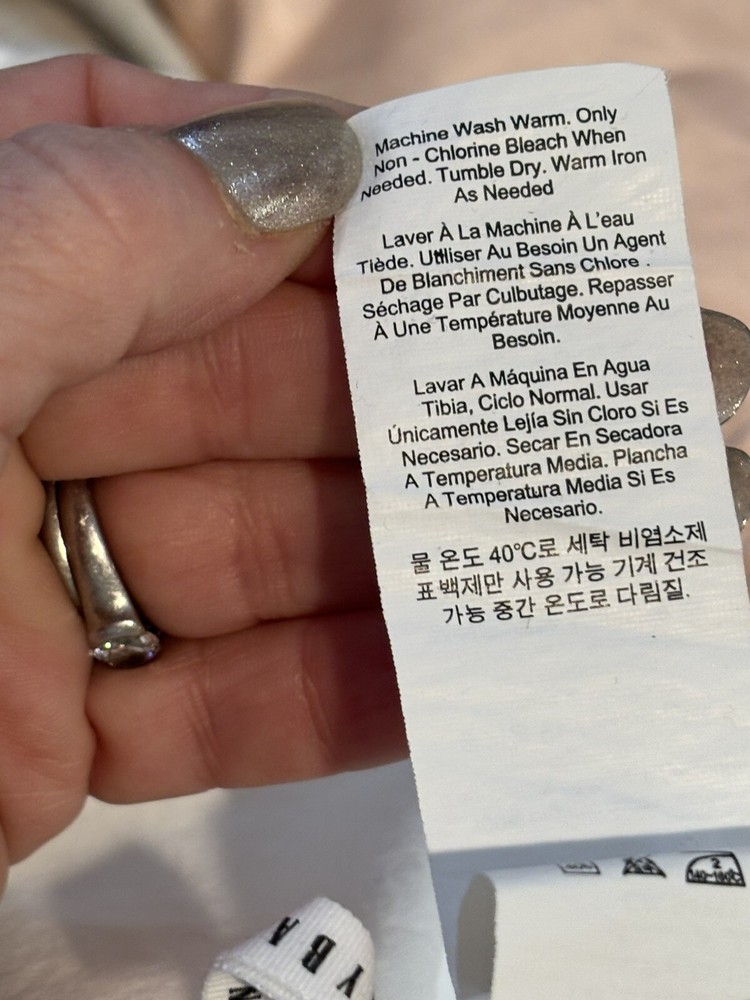 Machine Wash Warm. Only
Non - Chlorine Bleach When
Needed. Tumble Dry. Warm Iron
As Needed
Laver À La Machine À L'eau
Tiède. Utiliser Au Besoin Un Agent
De Blanchiment Sans Chlore .
Séchage Par Culbutage. Repasser
À Une Température Moyenne Au
Besoin.
Lavar A Máquina En Agua
Tibia, Ciclo Normal. Usar
Únicamente Lejía Sin Cloro Si Es
Necesario. Secar En Secadora
A Temperatura Media. Plancha
A Temperatura Media Si Es
Necesario.
물 온도 40℃로 세탁 비염소제
표백제만 사용 가능 기계 건조
가능 중간 온도로 다림질.
2
YBA